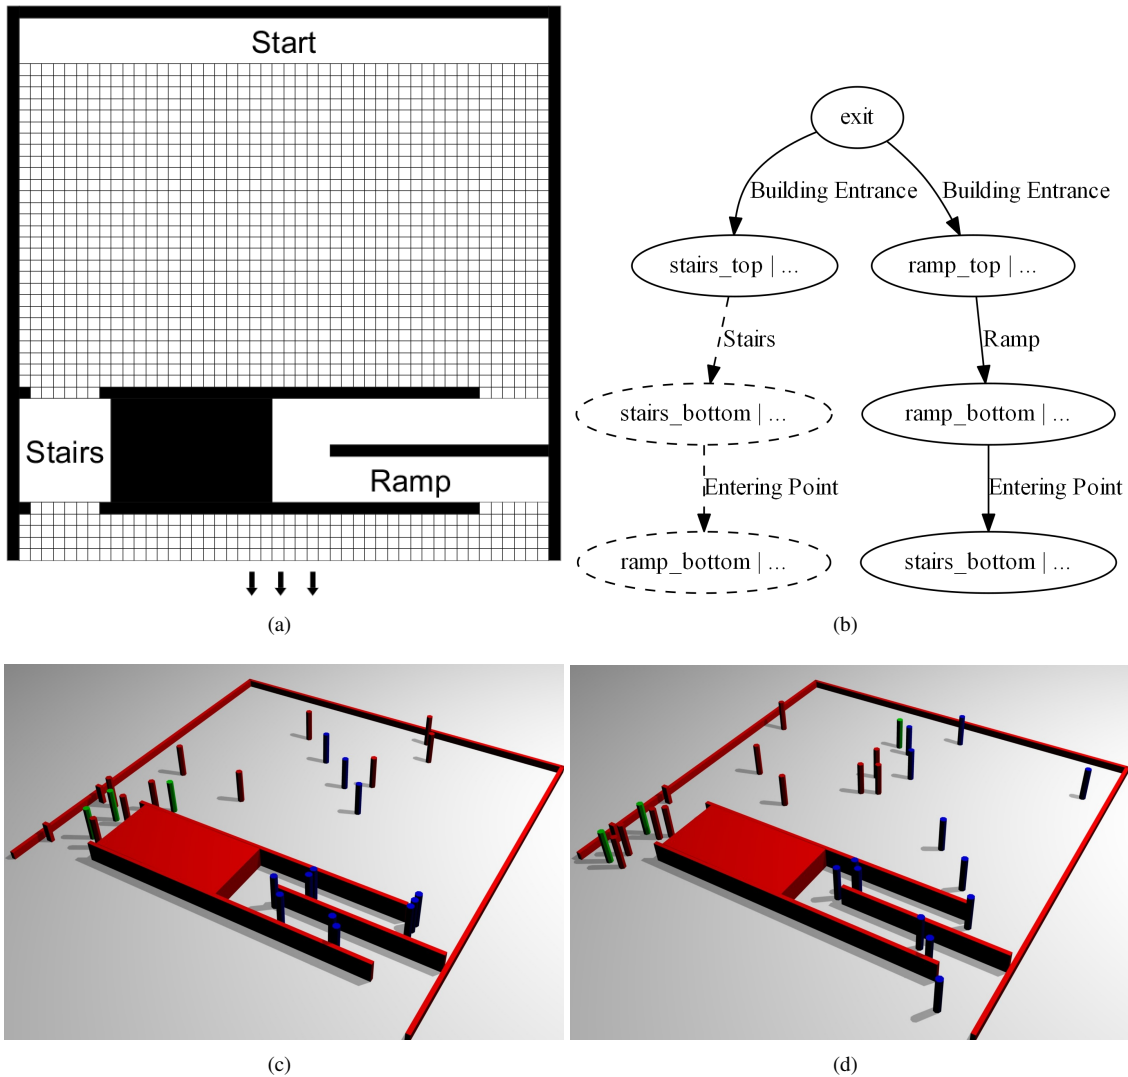 Start
Stairs
Ramp
(a)
exit
Building Entrance
Building Entrance
stairs_top | ...
ramp_top | ...
Stairs
Ramp
stairs_bottom | ...
ramp_bottom | ...
Entering Point
Entering Point
ramp_bottom | ...
stairs_bottom | ...
(b)
(c)
(d)